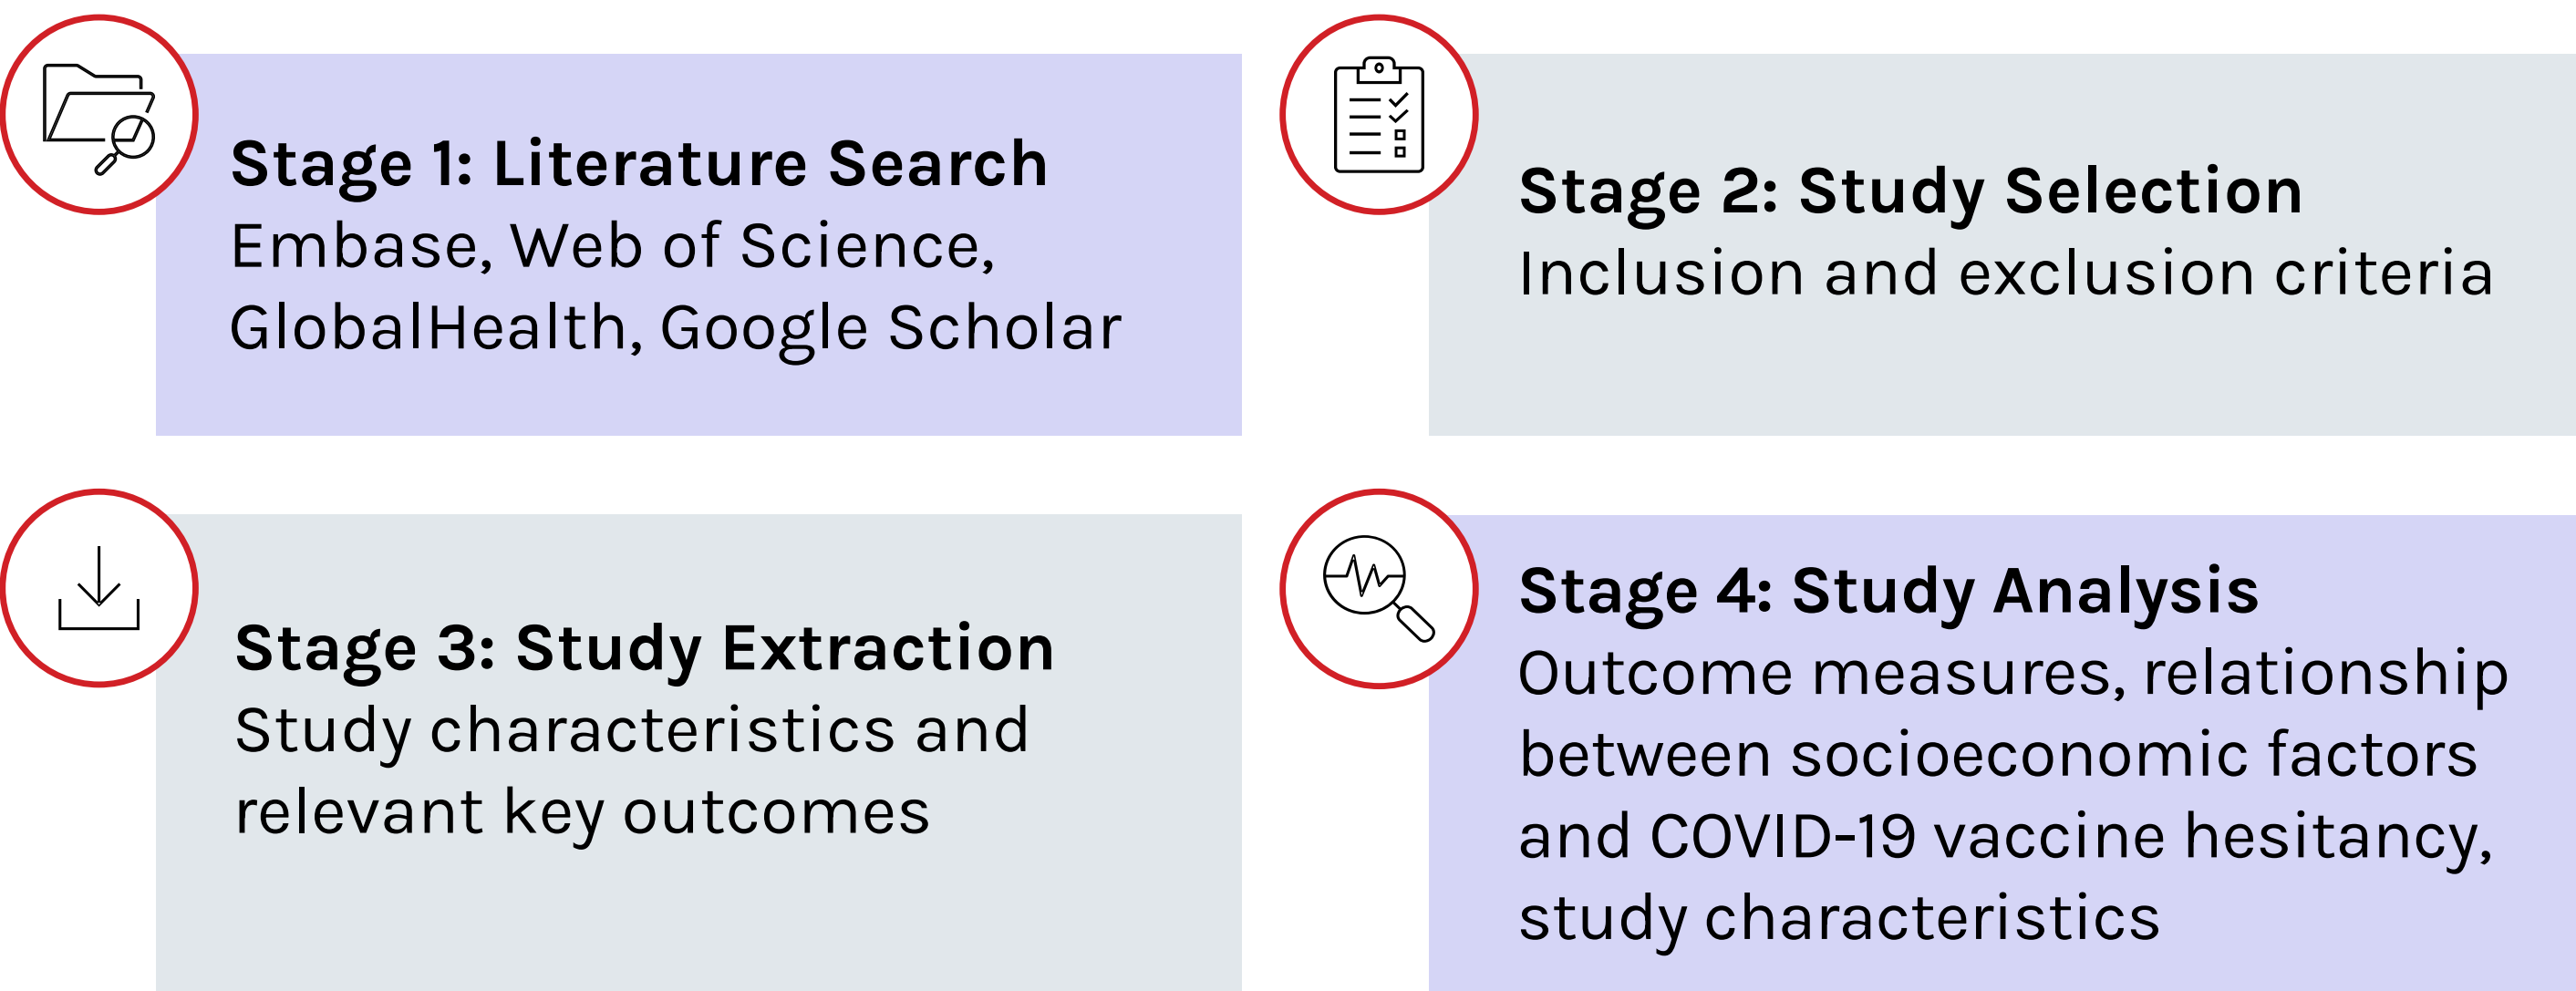 Stage 1: Literature Search
Embase, Web of Science,
GlobalHealth, Google Scholar
Stage 2: Study Selection
Inclusion and exclusion criteria
Stage 3: Study Extraction
Study characteristics and
relevant key outcomes
Stage 4: Study Analysis
Outcome measures, relationship
between socioeconomic factors
and COVID-19 vaccine hesitancy,
study characteristics